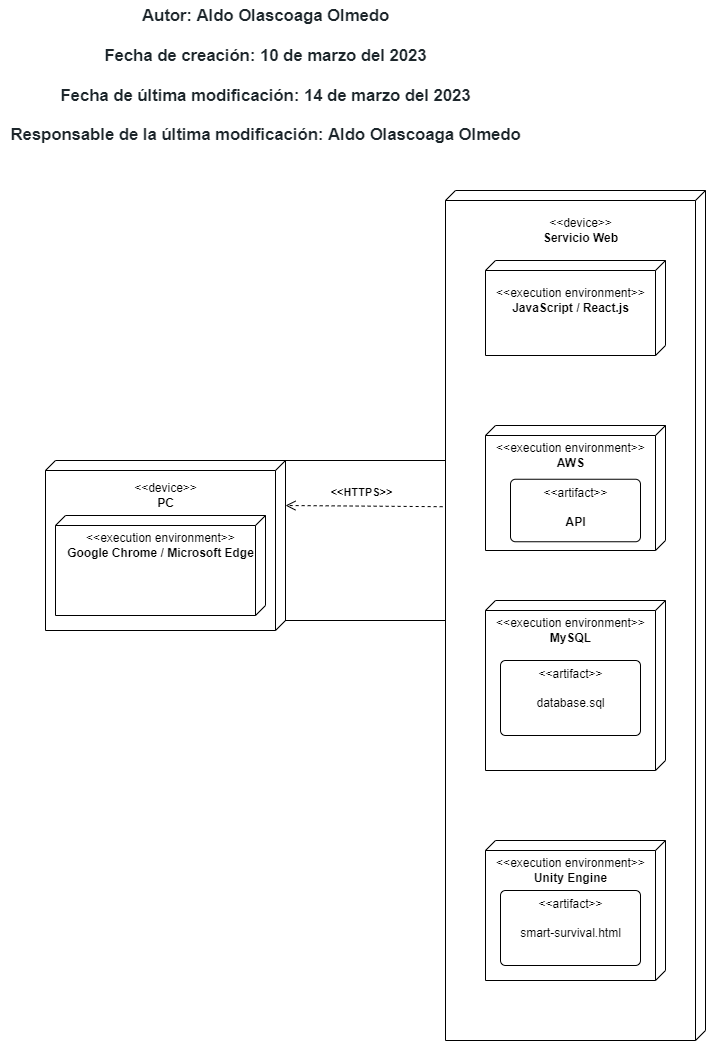 Autor: Aldo Olascoaga Olmedo
Fecha de creación: 10 de marzo del 2023
Fecha de última modificación: 14 de marzo del 2023
Responsable de la última modificación: Aldo Olascoaga Olmedo
<<device>>
Servicio Web
<<execution environment>>
JavaScript / React.js
<<execution environment>>
AWS
<<artifact>>
API
<<device>>
PC
<<execution environment>>
Google Chrome / Microsoft Edge
<<HTTPS>>
<<execution environment>>
MySQL
<<artifact>>
database.sql
<<execution environment>>
Unity Engine
<<artifact>>
smart-survival.html